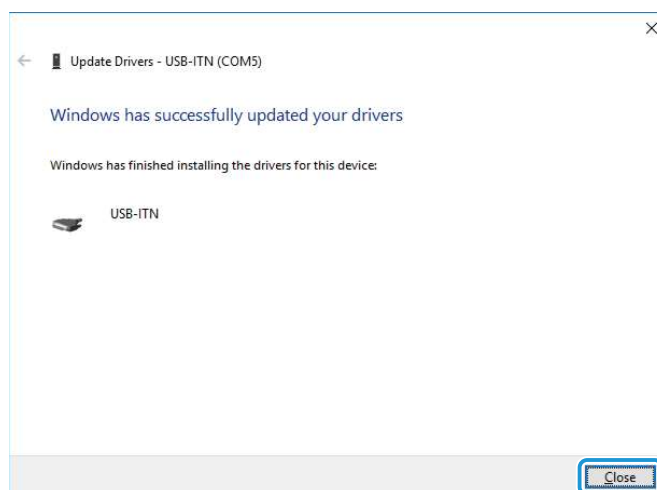 Update Drivers - USB-ITN (COM5)
Windows has successfully updated your drivers
Windows has finished installing the drivers for this device:
USB-ITN
Close